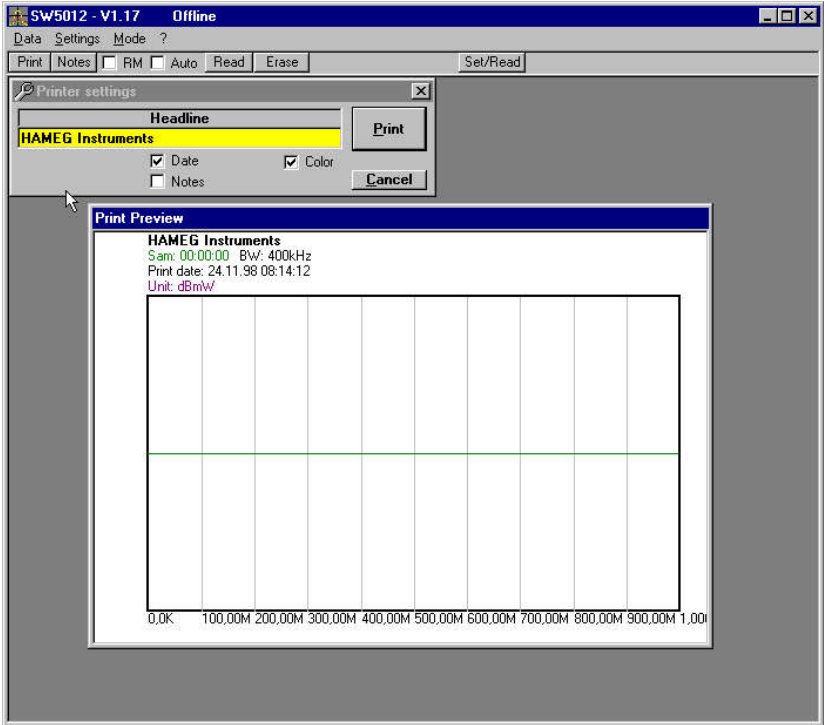 SW5012 - V1.17 Offline
Data Settings Mode ?
Print Notes RM Auto Read Erase Set/Read
Printer settings
Headline
HAMEG Instruments
Print
Date Color
Notes
Cancel
Print Preview
HAMEG Instruments
Sam: 00:00:00 BW: 400kHz
Print date: 24.11.98 08:14:12
Unit: dBmW
0,0K 100,00M 200,00M 300,00M 400,00M 500,00M 600,00M 700,00M 800,00M 900,00M 1,00